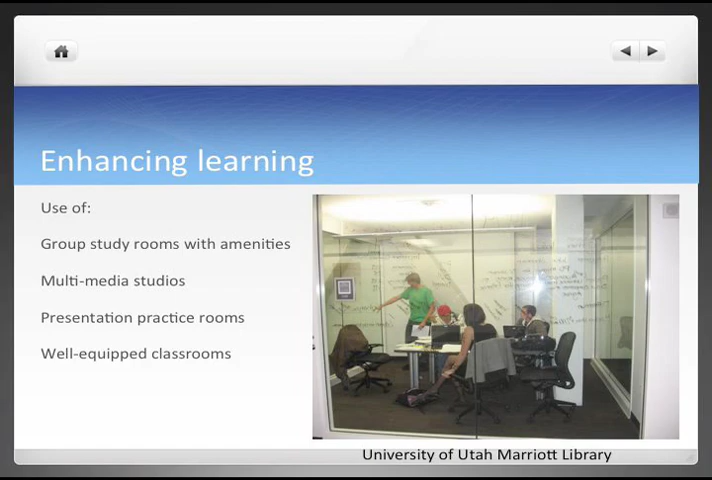 Enhancing learning
Use of:
Group study rooms with amenities
Multi-media studios
Presentation practice rooms
Well-equipped classrooms
University of Utah Marriott Library